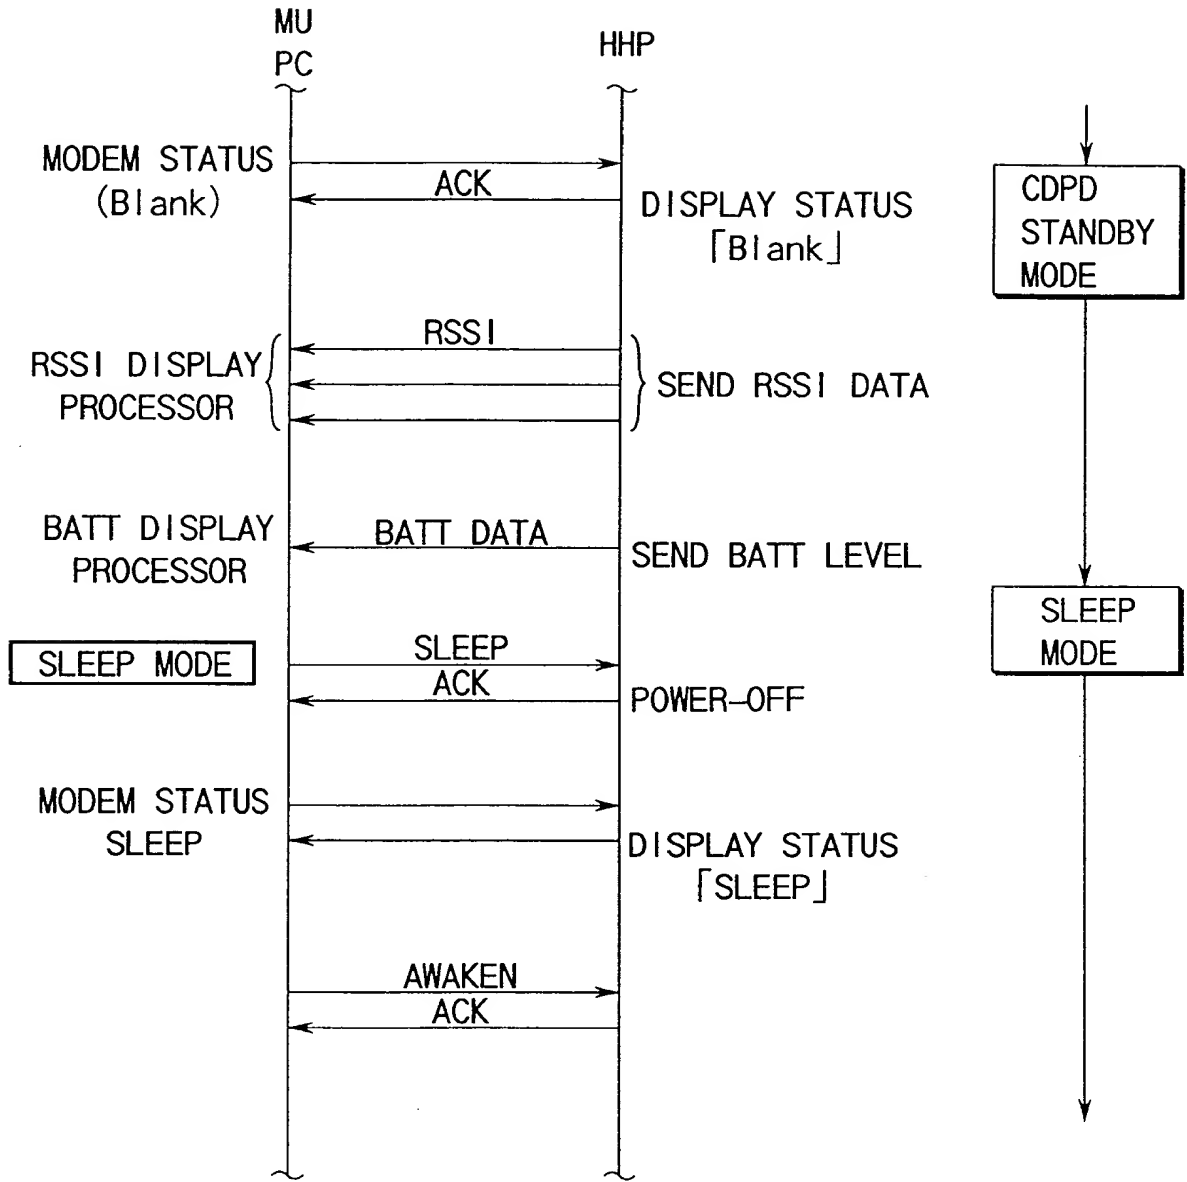 MU
PC
HHP
MODEM STATUS
(Blank)
ACK
DISPLAY STATUS
「Blank」
CDPD
STANDBY
MODE
RSSI
RSSI DISPLAY
PROCESSOR
SEND RSSI DATA
BATT DISPLAY
PROCESSOR
BATT DATA
SEND BATT LEVEL
SLEEP
MODE
SLEEP MODE
SLEEP
ACK
POWER-OFF
MODEM STATUS
SLEEP
DISPLAY STATUS
「SLEEP」
AWAKEN
ACK